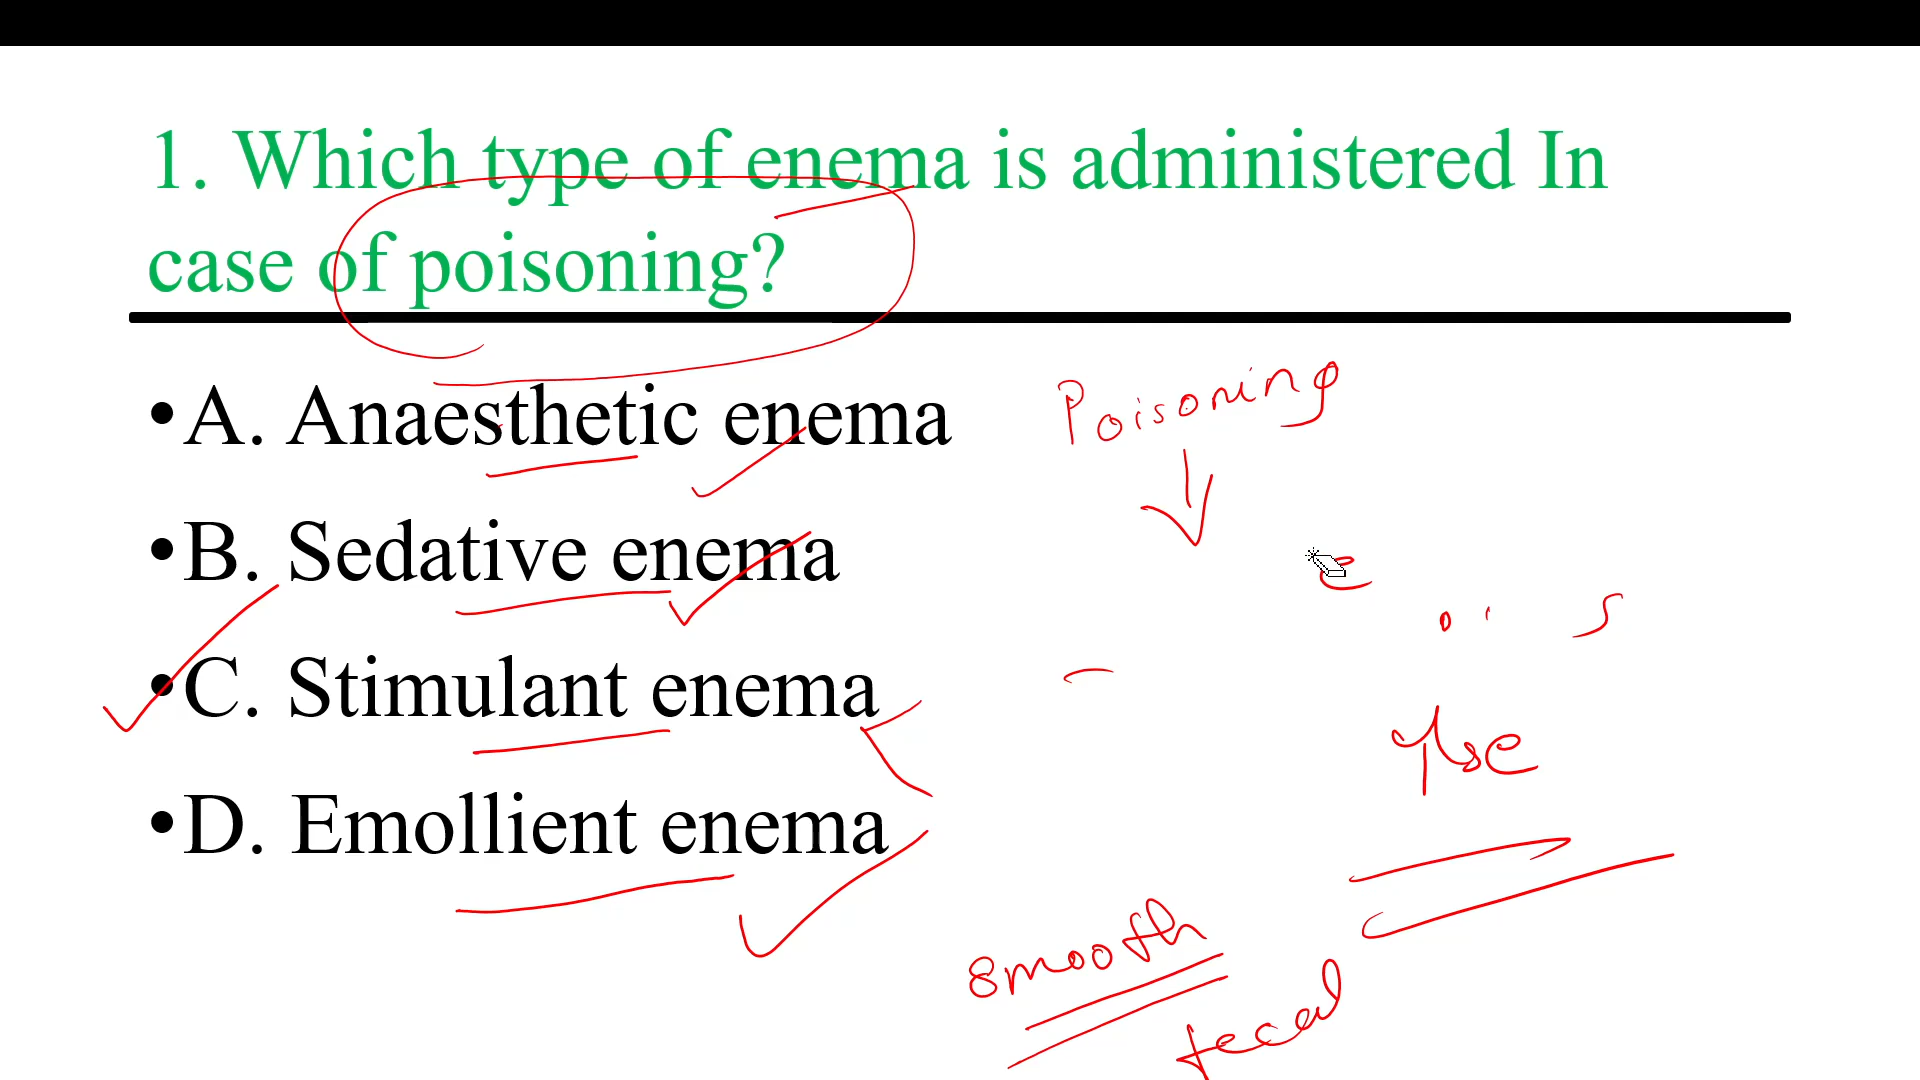 1. Which type of enema is administered In
case of poisoning?
•A. Anaesthetic enema
•B. Sedative enema
•C. Stimulant enema
•D. Emollient enema
Poisoning
smooth
fecal